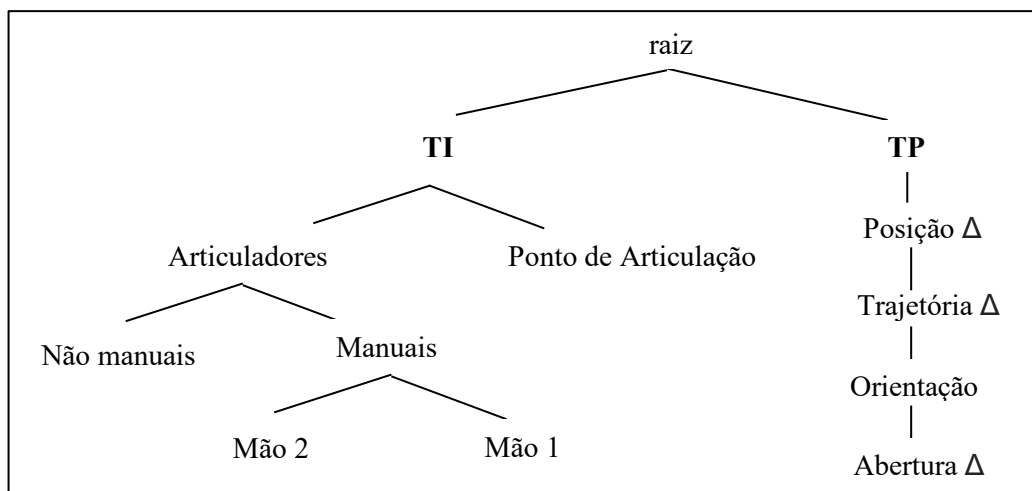 raiz
TI
TP
Posição Δ
Articuladores
Ponto de Articulação
Trajetória Δ
Não manuais
Manuais
Orientação
Mão 2
Mão 1
Abertura Δ